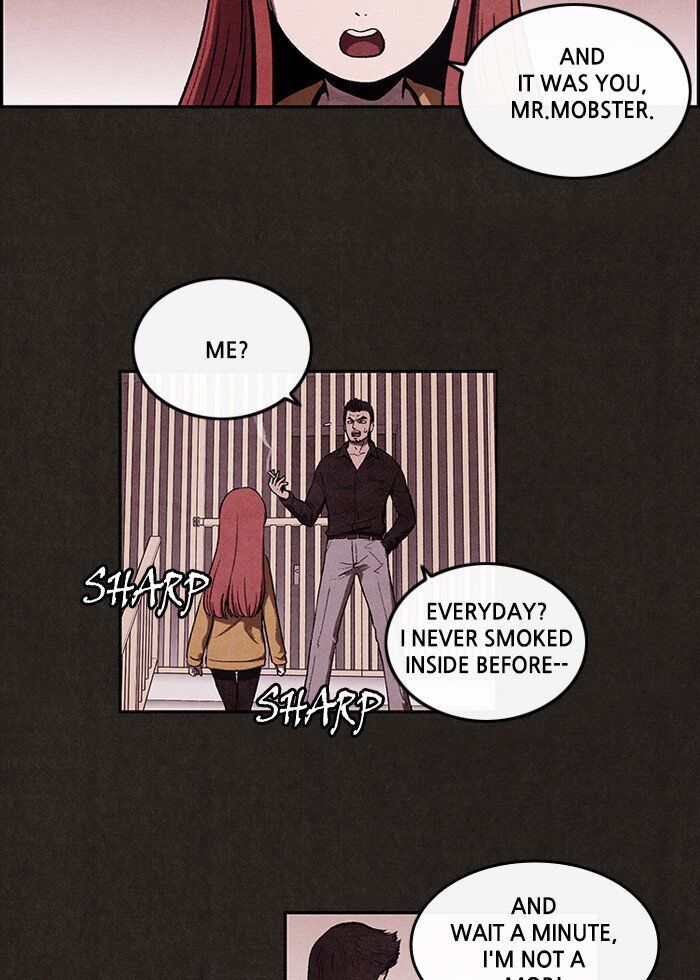 AND
IT WAS YOU,
MR.MOBSTER.
ME?
SHARP
EVERYDAY?
I NEVER SMOKED
INSIDE BEFORE--
SHARP
AND
WAIT A MINUTE,
I'M NOT A